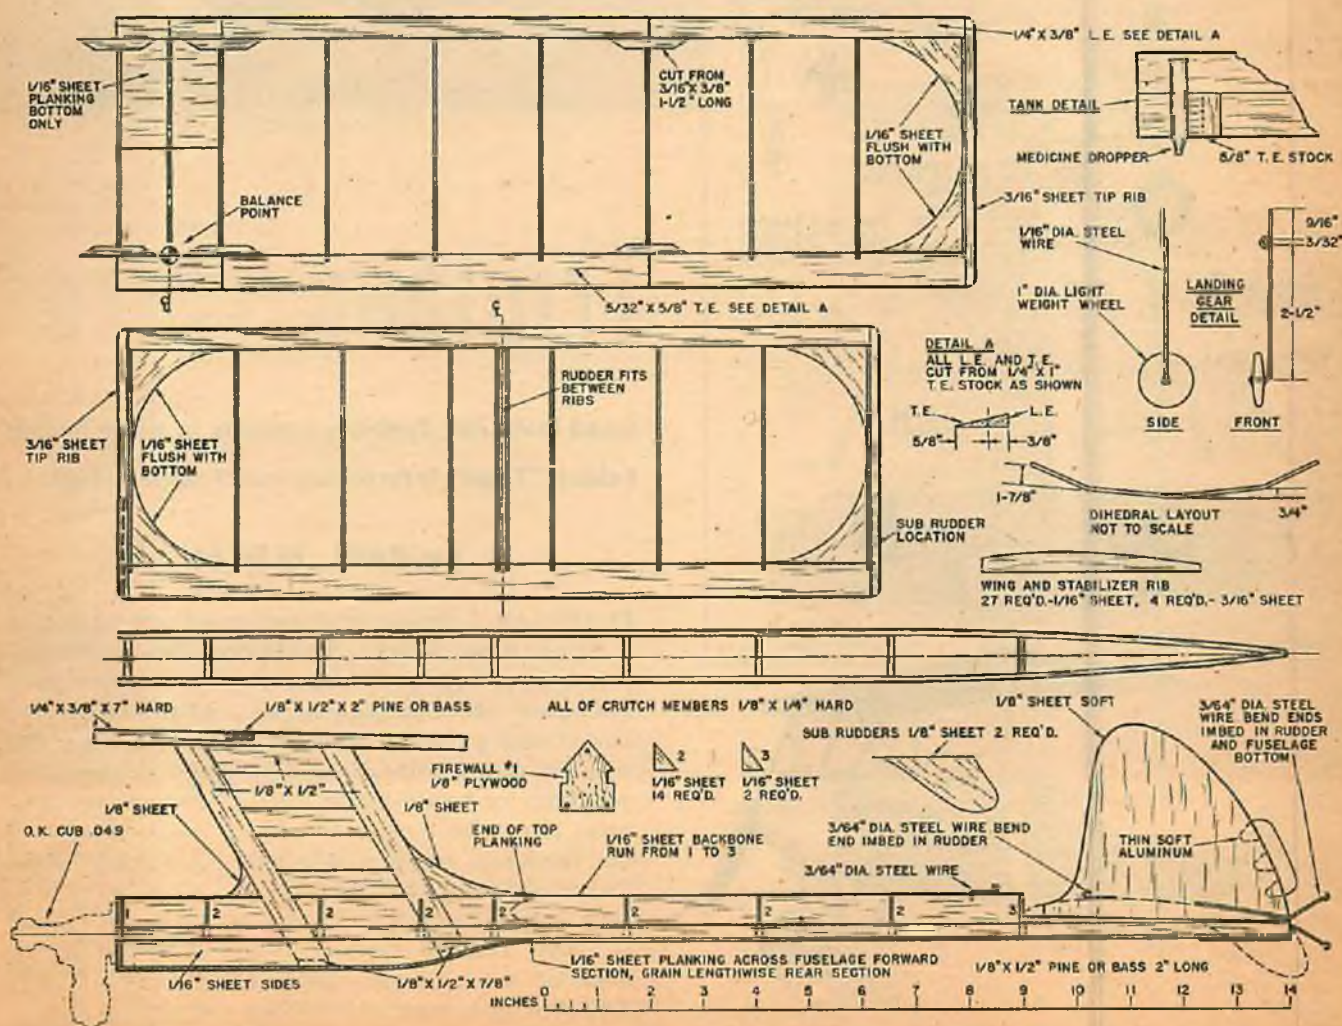 1/4" X 3/8" L.E. SEE DETAIL A
1/16" SHEET
PLANKING
BOTTOM
ONLY
CUT FROM
3/16" X 3/8"
1-1/2" LONG
1/16" SHEET
FLUSH WITH
BOTTOM
BALANCE
POINT
3/16" SHEET TIP RIB
5/32" X 5/8" T.E. SEE DETAIL A
TANK DETAIL
MEDICINE DROPPER
5/8" T.E. STOCK
1/16" DIA. STEEL
WIRE
1" DIA. LIGHT
WEIGHT WHEEL
LANDING
GEAR
DETAIL
9/16"
3/32"
2-1/2"
SIDE
FRONT
3/16" SHEET
TIP RIB
1/16" SHEET
FLUSH WITH
BOTTOM
RUDDER FITS
BETWEEN
RIBS
SUB RUDDER
LOCATION
DETAIL A
ALL L.E. AND T.E.
CUT FROM 1/4" X 1"
T.E. STOCK AS SHOWN
T.E.
L.E.
5/8"
3/8"
1-7/8"
DIHEDRAL LAYOUT
NOT TO SCALE
3/4"
WING AND STABILIZER RIB
27 REQ'D.-1/16" SHEET, 4 REQ'D.- 3/16" SHEET
1/4" X 3/8" X 7" HARD
1/8" X 1/2" X 2" PINE OR BASS
ALL OF CRUTCH MEMBERS 1/8" X 1/4" HARD
1/8" SHEET SOFT
3/64" DIA. STEEL
WIRE BEND ENDS
IMBED IN RUDDER
AND FUSELAGE
BOTTOM
1/8" X 1/2"
1/8" SHEET
O.K. CUB .049
FIREWALL #1
1/8" PLYWOOD
1/8" SHEET
2
1/16" SHEET
14 REQ'D.
3
1/16" SHEET
2 REQ'D.
SUB RUDDERS 1/8" SHEET 2 REQ'D.
END OF TOP
PLANKING
1/16" SHEET BACKBONE
RUN FROM 1 TO 3
3/64" DIA. STEEL WIRE BEND
END IMBED IN RUDDER
3/64" DIA. STEEL WIRE
THIN SOFT
ALUMINUM
1 2 2 2 2 2 2 2 3
1/16" SHEET SIDES
1/8" X 1/2" X 7/8"
1/16" SHEET PLANKING ACROSS FUSELAGE FORWARD
SECTION, GRAIN LENGTHWISE REAR SECTION
1/8" X 1/2" PINE OR BASS 2" LONG
INCHES 0 1 2 3 4 5 6 7 8 9 10 11 12 13 14